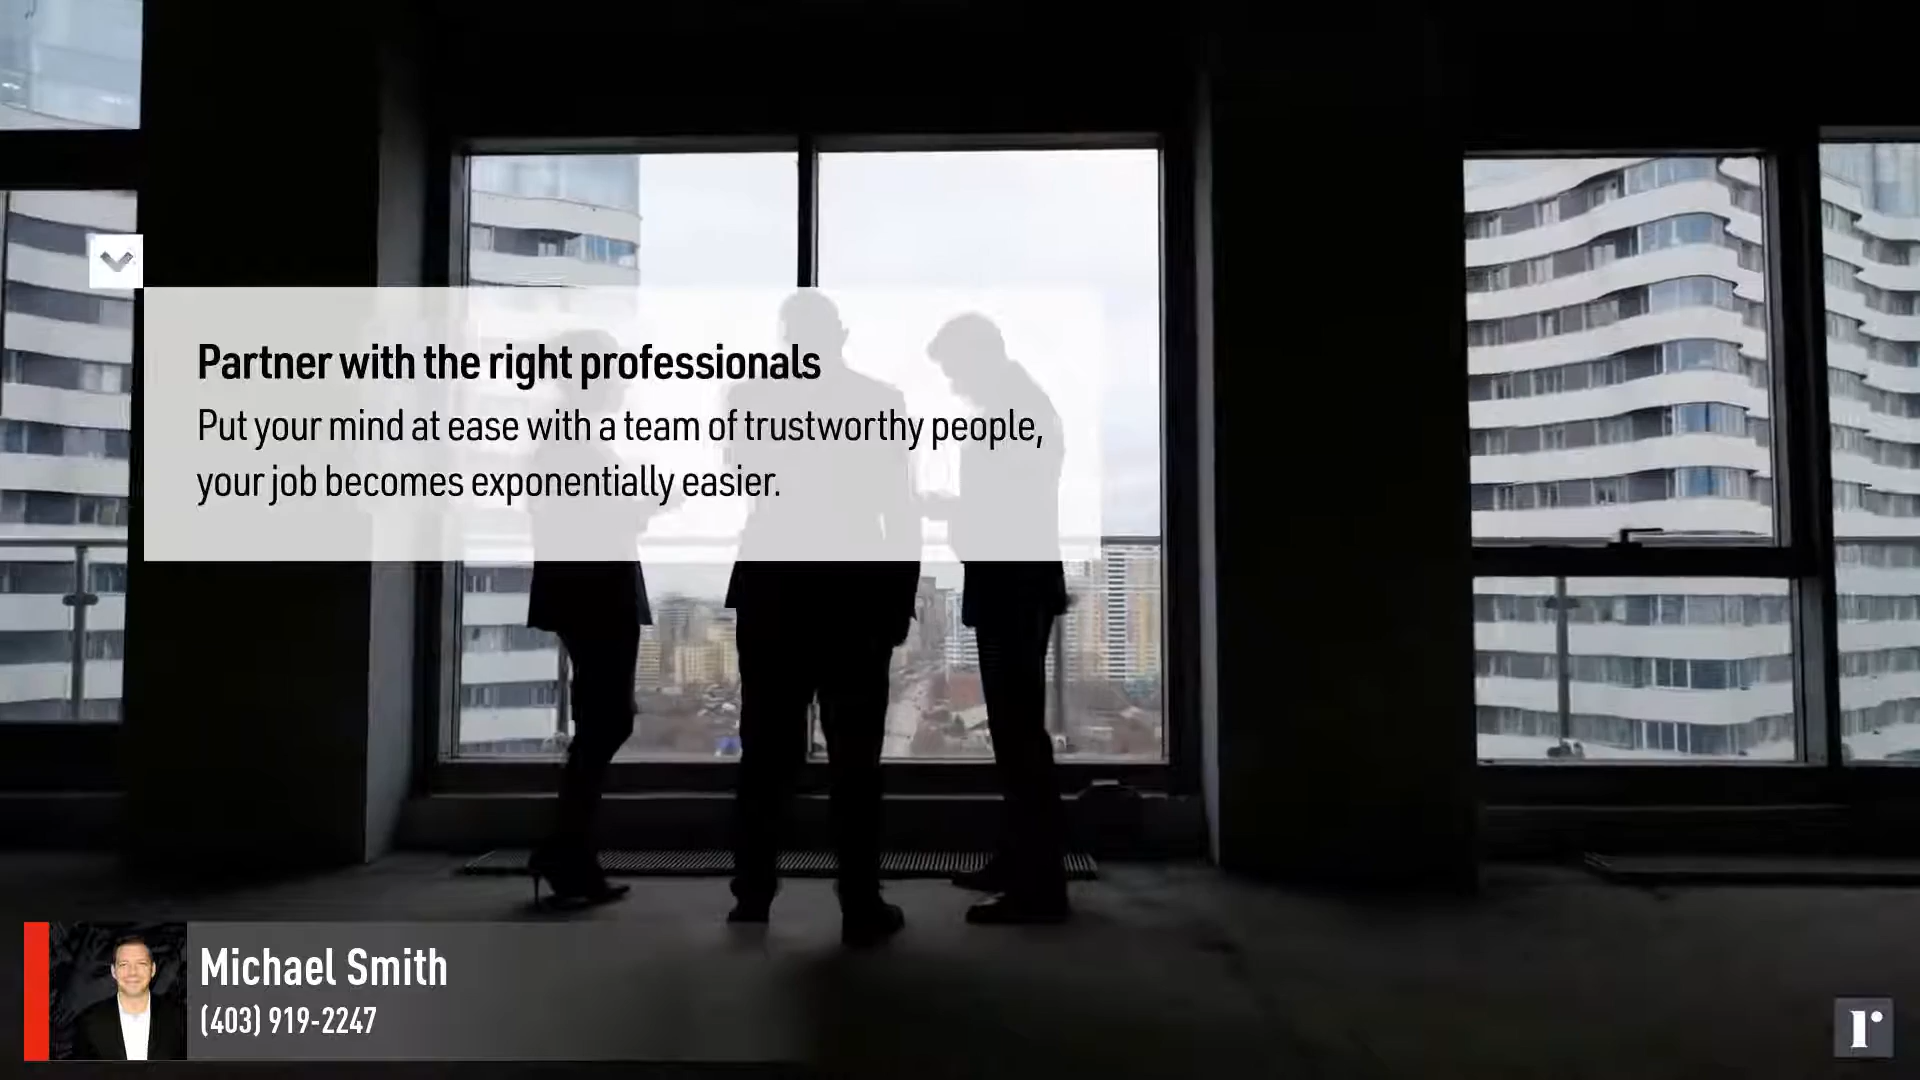 Partner with the right professionals
Put your mind at ease with a team of trustworthy people,
your job becomes exponentially easier.
Michael Smith
(403) 919-2247
r